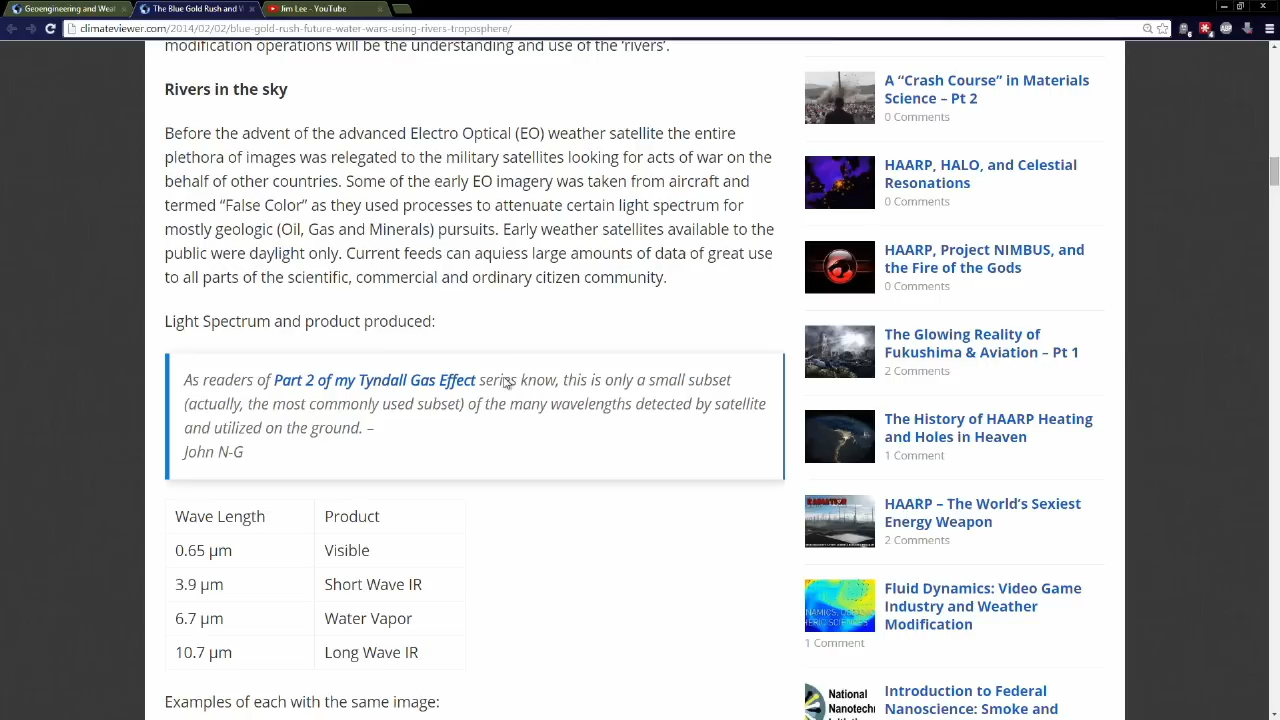 Geoengineering and Weat
The Blue Gold Rush and V
Jim Lee - YouTube
climateviewer.com/2014/02/02/blue-gold-rush-future-water-wars-using-rivers-troposphere/
modification operations will be the understanding and use of the ‘rivers’.
Rivers in the sky
Before the advent of the advanced Electro Optical (EO) weather satellite the entire
plethora of images was relegated to the military satellites looking for acts of war on the
behalf of other countries. Some of the early EO imagery was taken from aircraft and
termed “False Color” as they used processes to attenuate certain light spectrum for
mostly geologic (Oil, Gas and Minerals) pursuits. Early weather satellites available to the
public were daylight only. Current feeds can aquiess large amounts of data of great use
to all parts of the scientific, commercial and ordinary citizen community.
Light Spectrum and product produced:
As readers of Part 2 of my Tyndall Gas Effect series know, this is only a small subset
(actually, the most commonly used subset) of the many wavelengths detected by satellite
and utilized on the ground. –
John N-G
Wave Length Product
0.65 µm Visible
3.9 µm Short Wave IR
6.7 µm Water Vapor
10.7 µm Long Wave IR
Examples of each with the same image:
A “Crash Course” in Materials
Science – Pt 2
0 Comments
HAARP, HALO, and Celestial
Resonations
0 Comments
HAARP, Project NIMBUS, and
the Fire of the Gods
0 Comments
The Glowing Reality of
Fukushima & Aviation – Pt 1
2 Comments
The History of HAARP Heating
and Holes in Heaven
1 Comment
HAARP – The World’s Sexiest
Energy Weapon
2 Comments
Fluid Dynamics: Video Game
Industry and Weather
Modification
1 Comment
National
Nanotech
Introduction to Federal
Nanoscience: Smoke and